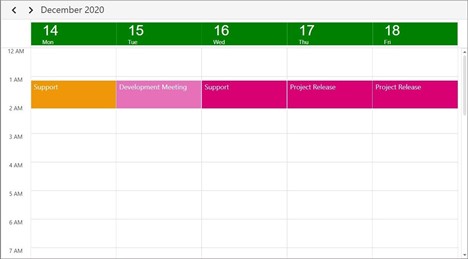 December 2020
14 15 16 17 18
Mon Tue Wed Thu Fri
12 AM
1 AM
Support Development Meeting Support Project Release Project Release
2 AM
3 AM
4 AM
5 AM
6 AM
7 AM